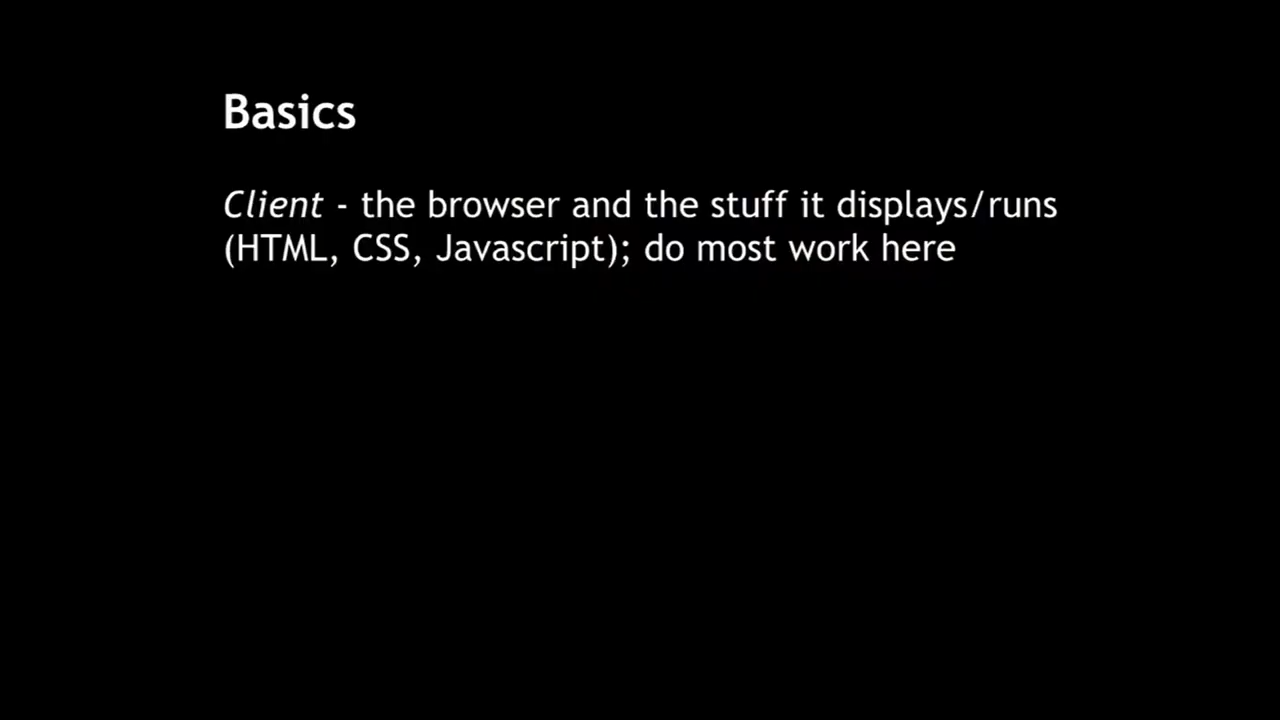 Basics
Client - the browser and the stuff it displays/runs
(HTML, CSS, Javascript); do most work here